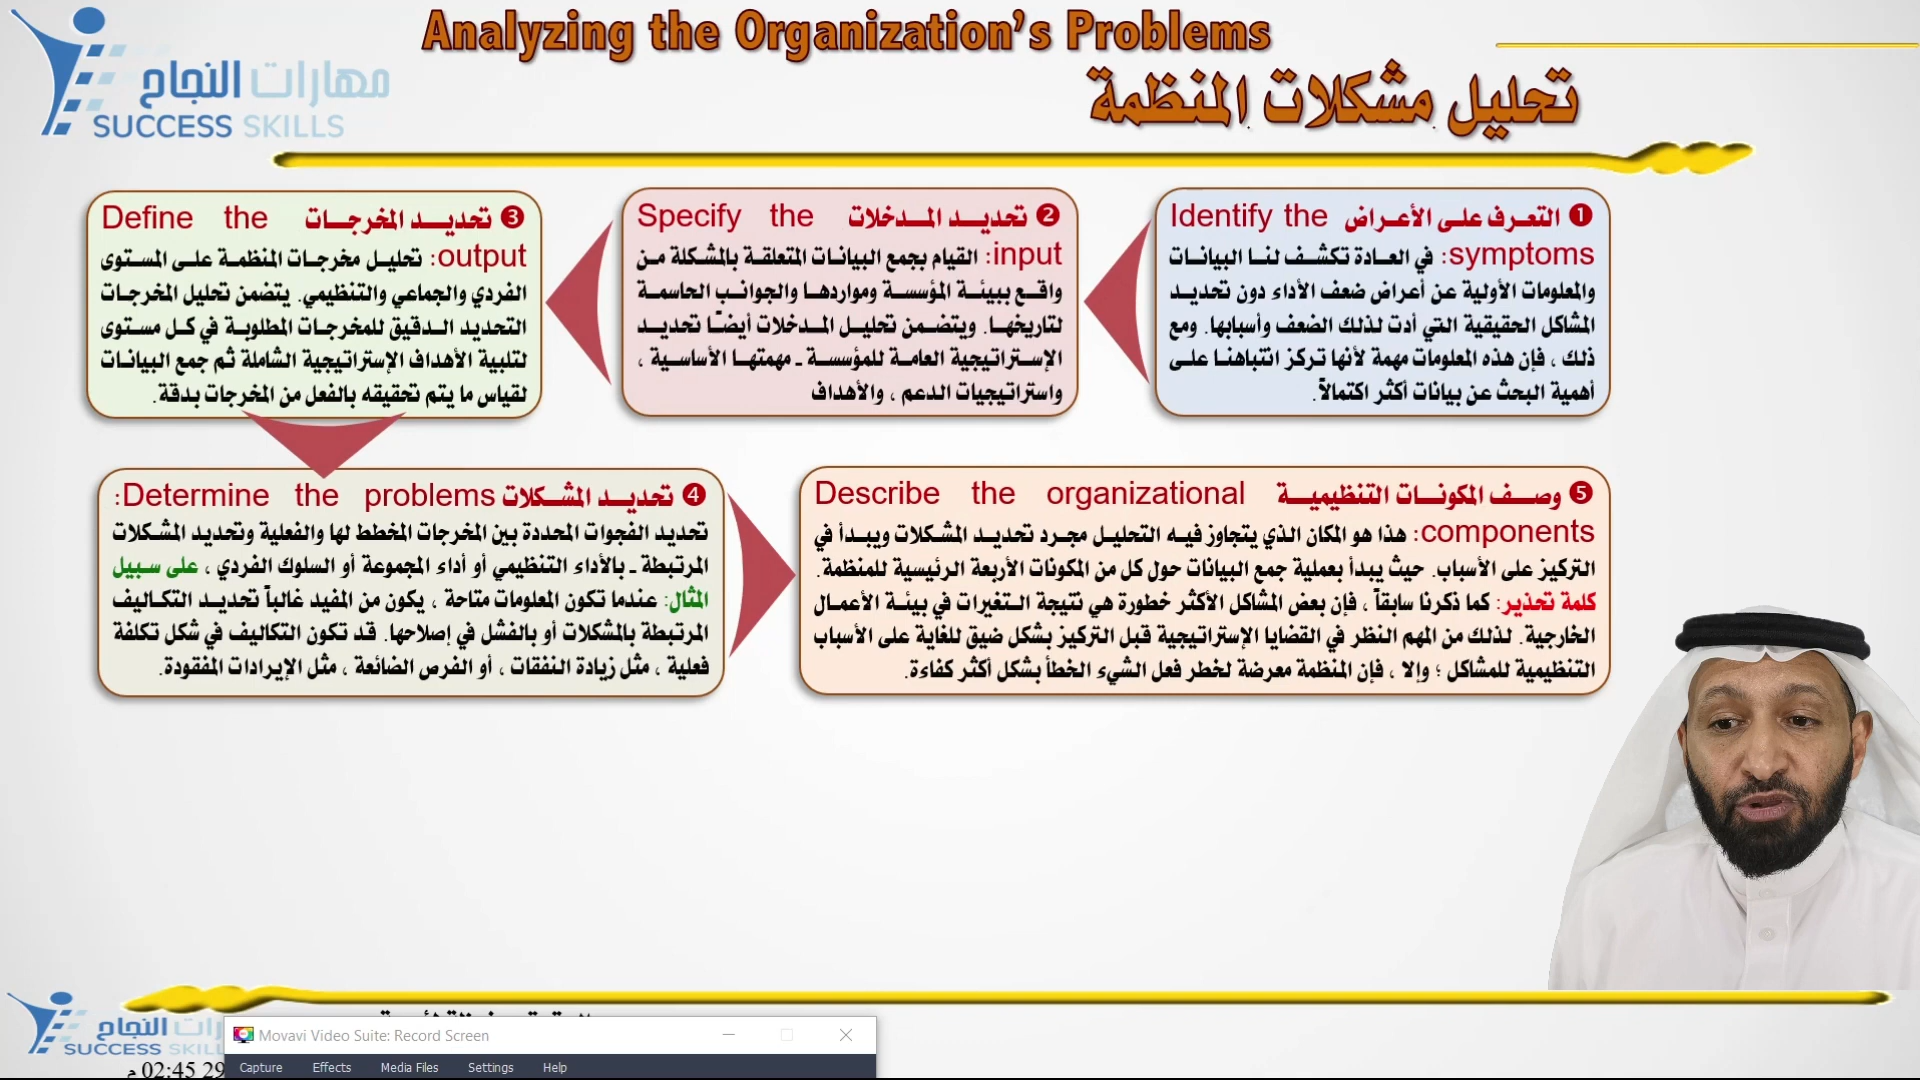 Analyzing the Organization's Problems
تحليل مشكلات المنظمة
مهارات النجاح
SUCCESS SKILLS
❶ التعرف على الأعراض Identify the
symptoms: في العادة تكشف لنا البيانات
والمعلومات الأولية عن أعراض ضعف الأداء دون تحديد
المشاكل الحقيقية التي أدت لذلك الضعف وأسبابها. ومع
ذلك ، فإن هذه المعلومات مهمة لأنها تركز انتباهنا على
أهمية البحث عن بيانات أكثر اكتمالاً.
❷ تحديد المدخلات Specify the
input: القيام بجمع البيانات المتعلقة بالمشكلة من
واقع ببيئة المؤسسة ومواردها والجوانب الحاسمة
لتاريخها. ويتضمن تحليل المدخلات أيضًا تحديد
الإستراتيجية العامة للمؤسسة - مهمتها الأساسية ،
واستراتيجيات الدعم ، والأهداف
❸ تحديد المخرجات Define the
output: تحليل مخرجات المنظمة على المستوى
الفردي والجماعي والتنظيمي. يتضمن تحليل المخرجات
التحديد الدقيق للمخرجات المطلوبة في كل مستوى
لتلبية الأهداف الإستراتيجية الشاملة ثم جمع البيانات
لقياس ما يتم تحقيقه بالفعل من المخرجات بدقة.
❹ تحديد المشكلات Determine the problems:
تحديد الفجوات المحددة بين المخرجات المخطط لها والفعلية وتحديد المشكلات
المرتبطة - بالأداء التنظيمي أو أداء المجموعة أو السلوك الفردي ، على سبيل
المثال: عندما تكون المعلومات متاحة ، يكون من المفيد غالباً تحديد التكاليف
المرتبطة بالمشكلات أو بالفشل في إصلاحها. قد تكون التكاليف في شكل تكلفة
فعلية ، مثل زيادة النفقات ، أو الفرص الضائعة ، مثل الإيرادات المفقودة.
❺ وصف المكونات التنظيمية Describe the organizational
components: هذا هو المكان الذي يتجاوز فيه التحليل مجرد تحديد المشكلات ويبدأ في
التركيز على الأسباب. حيث يبدأ بعملية جمع البيانات حول كل من المكونات الأربعة الرئيسية للمنظمة.
كلمة تحذير: كما ذكرنا سابقاً ، فإن بعض المشاكل الأكثر خطورة هي نتيجة التغيرات في بيئة الأعمال
الخارجية. لذلك من المهم النظر في القضايا الإستراتيجية قبل التركيز بشكل ضيق للغاية على الأسباب
التنظيمية للمشاكل ؛ وإلا ، فإن المنظمة معرضة لخطر فعل الشيء الخطأ بشكل أكثر كفاءة.
النجاح
SUCCESS SKILL
02:45 29 م
Movavi Video Suite: Record Screen
Capture Effects Media Files Settings Help